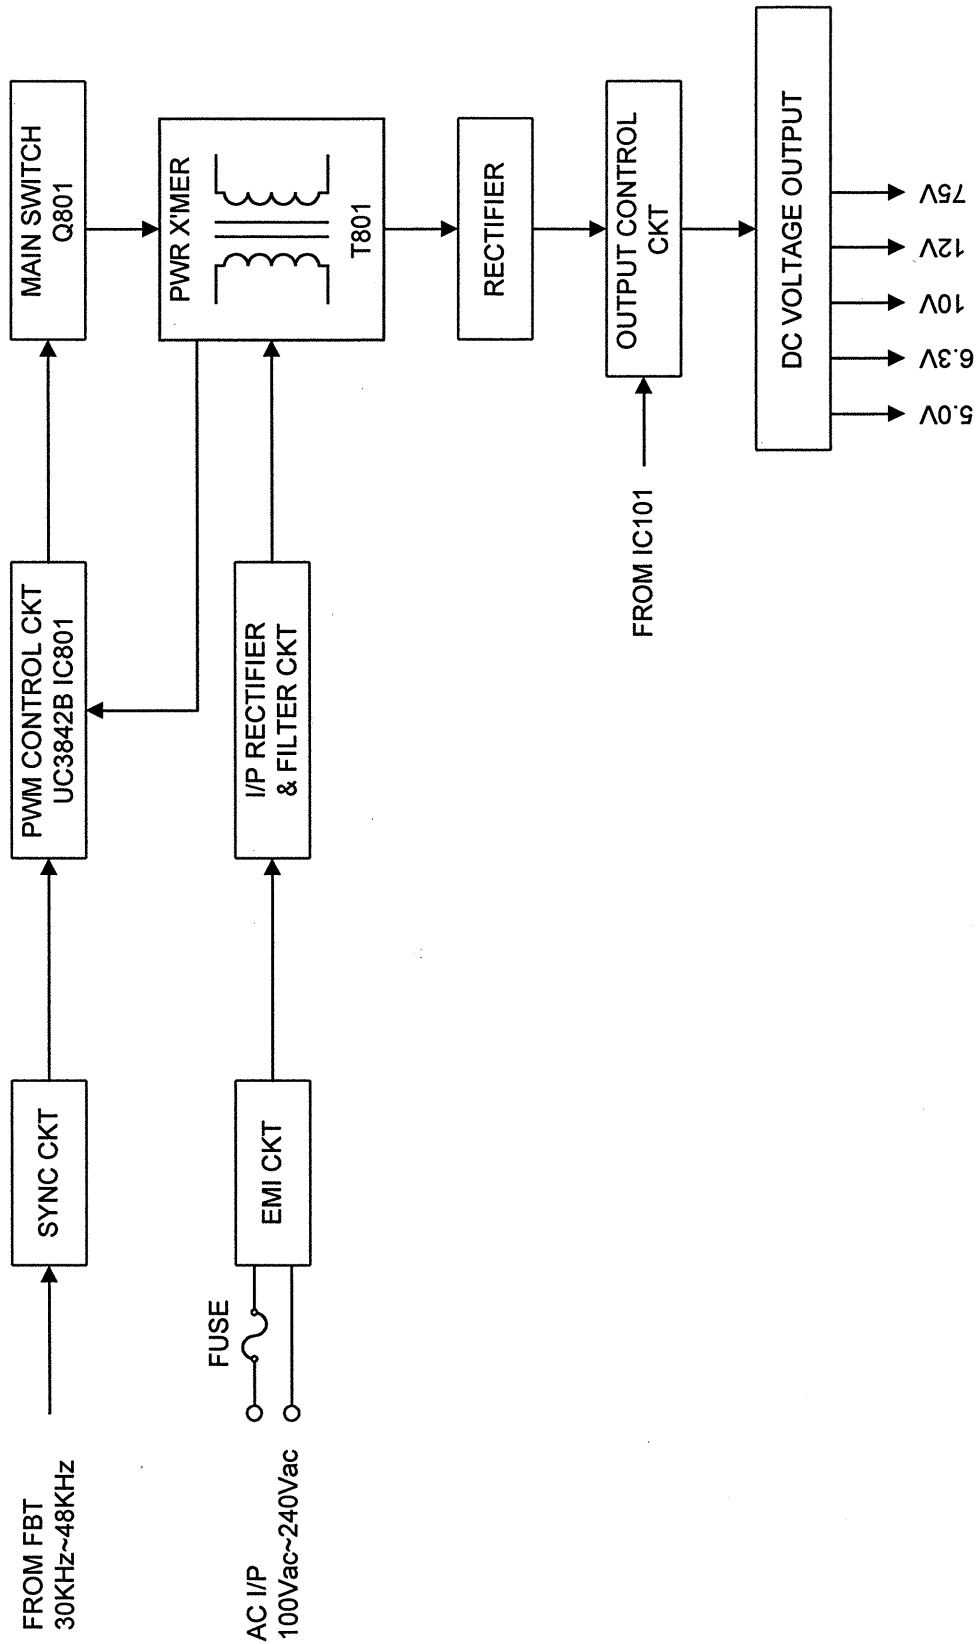 FROM FBT
30KHz~48KHz
SYNC CKT
PWM CONTROL CKT
UC3842B IC801
MAIN SWITCH
Q801
AC I/P
100Vac~240Vac
FUSE
EMI CKT
I/P RECTIFIER
& FILTER CKT
PWR X'MER
T801
RECTIFIER
FROM IC101
OUTPUT CONTROL
CKT
DC VOLTAGE OUTPUT
5.0V
6.3V
10V
12V
75V